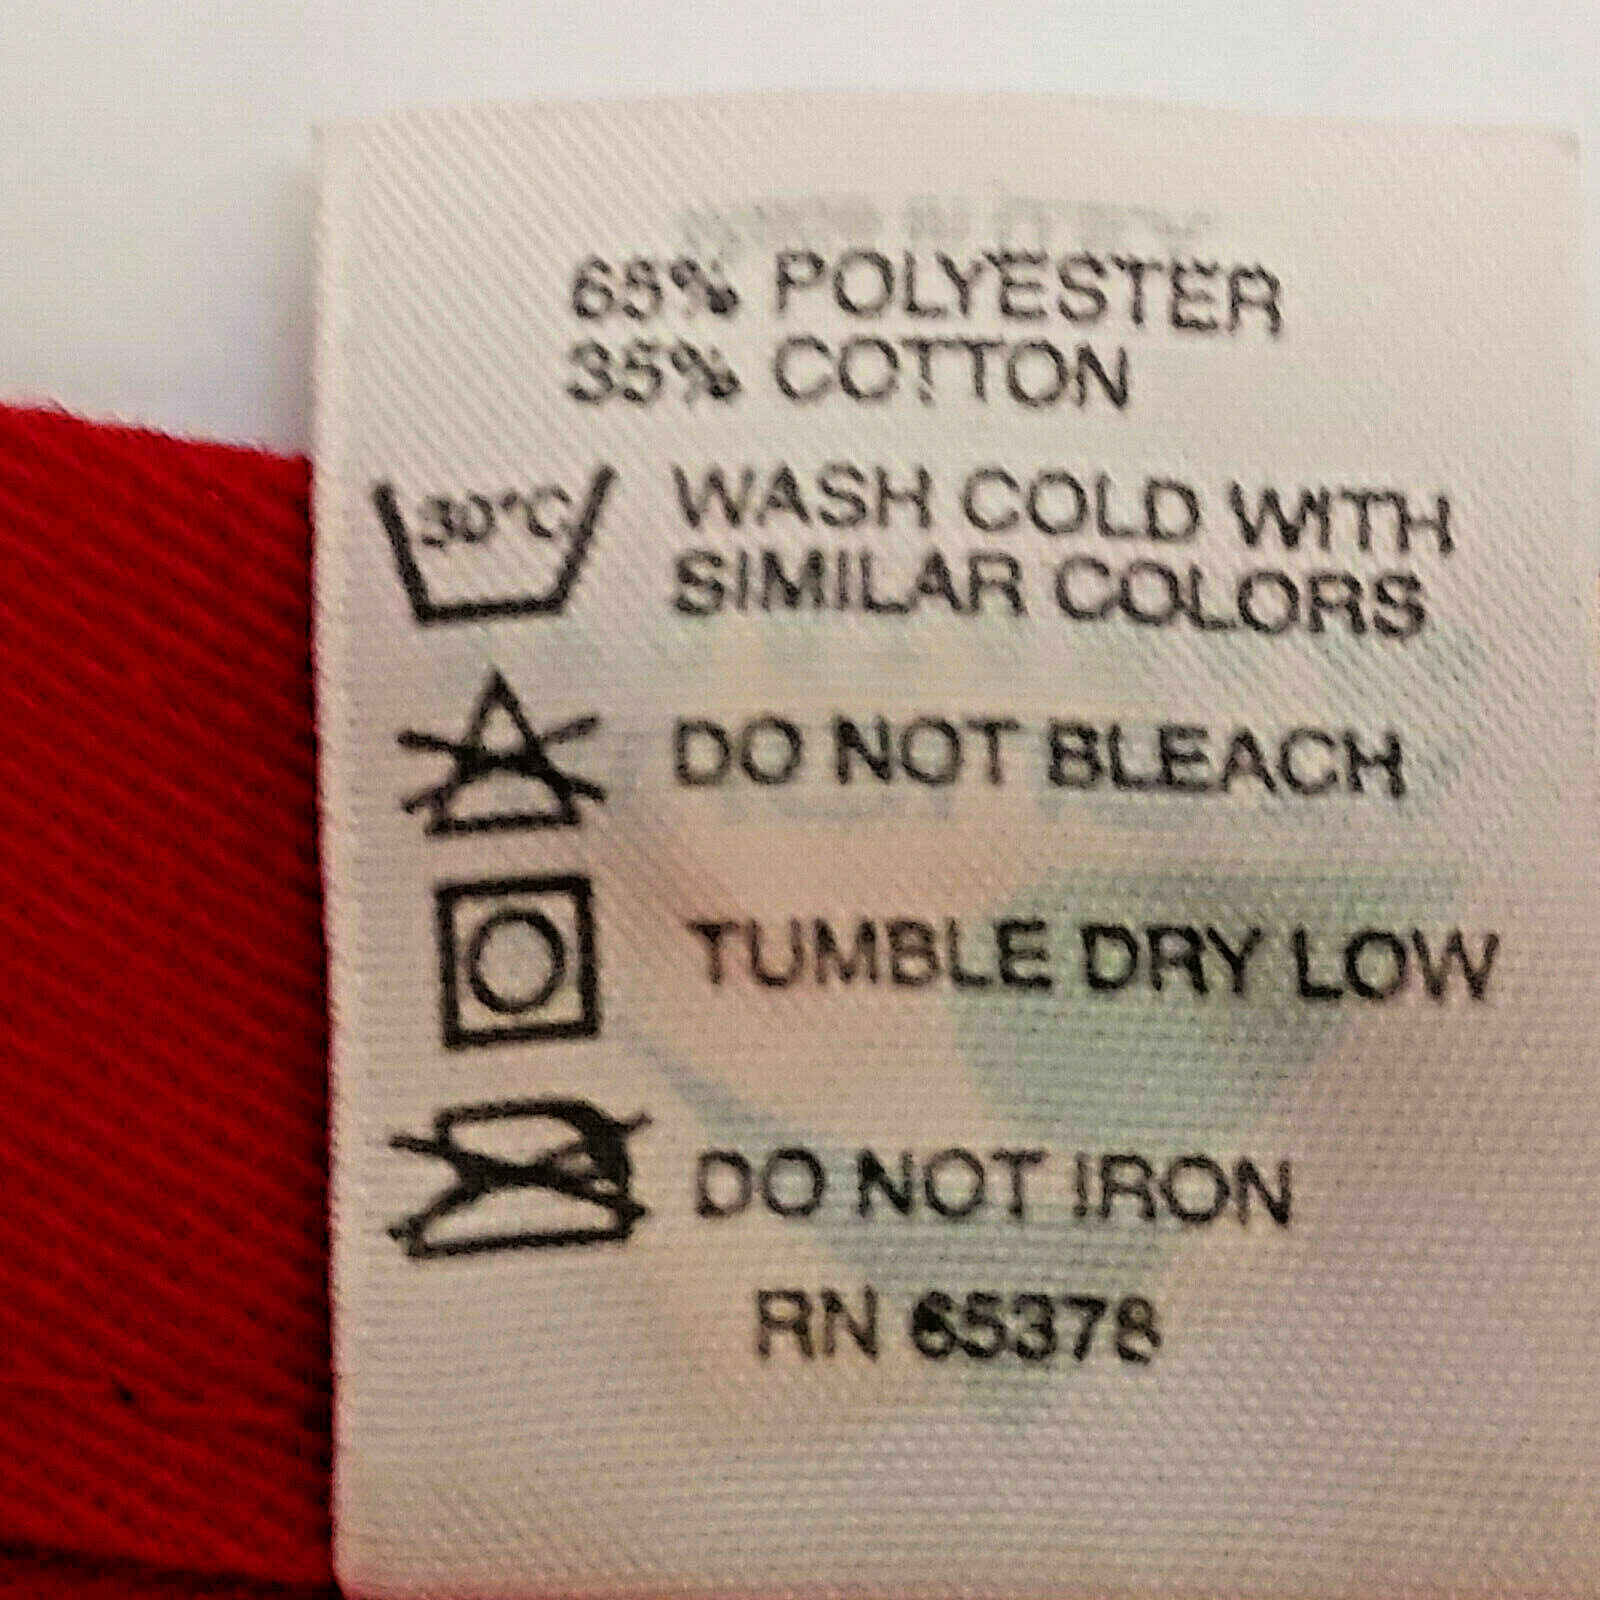 65% POLYESTER
35% COTTON
30°C WASH COLD WITH
SIMILAR COLORS
DO NOT BLEACH
TUMBLE DRY LOW
DO NOT IRON
RN 65378